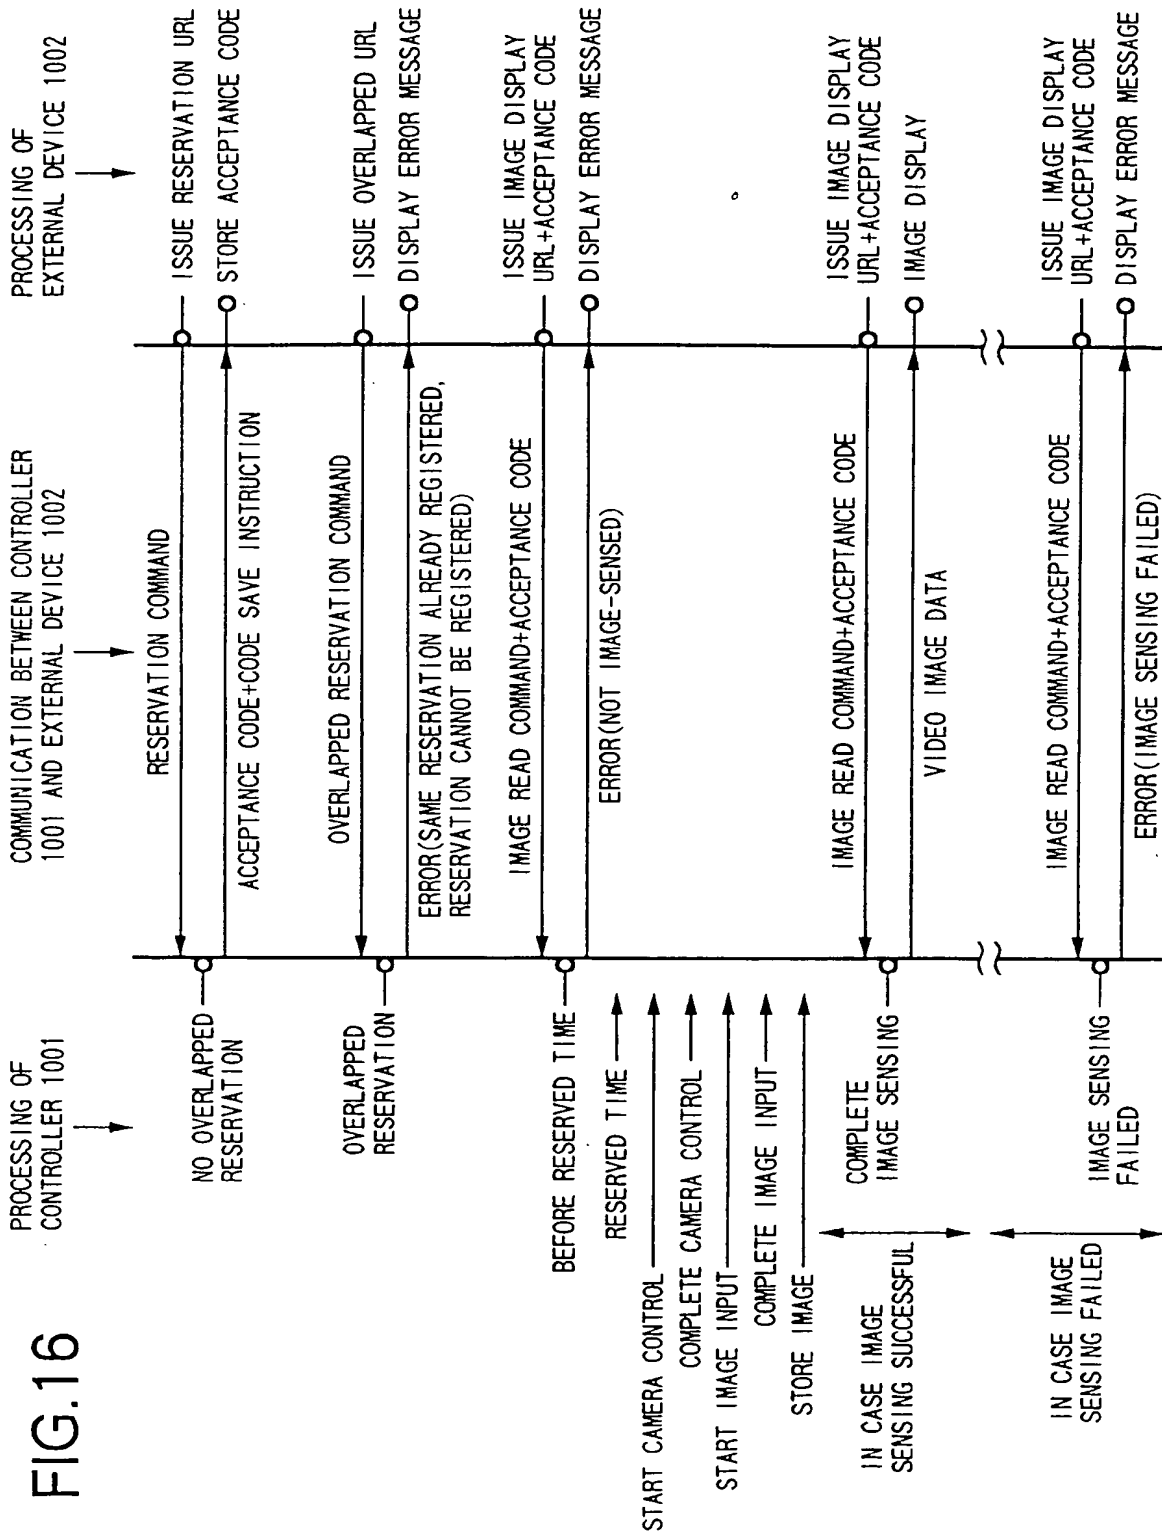 FIG.16
PROCESSING OF
CONTROLLER 1001
COMMUNICATION BETWEEN CONTROLLER
1001 AND EXTERNAL DEVICE 1002
PROCESSING OF
EXTERNAL DEVICE 1002
NO OVERLAPPED
RESERVATION
RESERVATION COMMAND
ISSUE RESERVATION URL
ACCEPTANCE CODE+CODE SAVE INSTRUCTION
STORE ACCEPTANCE CODE
OVERLAPPED
RESERVATION
OVERLAPPED RESERVATION COMMAND
ISSUE OVERLAPPED URL
ERROR(SAME RESERVATION ALREADY REGISTERED,
RESERVATION CANNOT BE REGISTERED)
DISPLAY ERROR MESSAGE
BEFORE RESERVED TIME
IMAGE READ COMMAND+ACCEPTANCE CODE
ISSUE IMAGE DISPLAY
URL+ACCEPTANCE CODE
ERROR(NOT IMAGE-SENSED)
DISPLAY ERROR MESSAGE
RESERVED TIME
START CAMERA CONTROL
COMPLETE CAMERA CONTROL
START IMAGE INPUT
COMPLETE IMAGE INPUT
STORE IMAGE
IN CASE IMAGE
SENSING SUCCESSFUL
COMPLETE
IMAGE SENSING
IMAGE READ COMMAND+ACCEPTANCE CODE
ISSUE IMAGE DISPLAY
URL+ACCEPTANCE CODE
VIDEO IMAGE DATA
IMAGE DISPLAY
IN CASE IMAGE
SENSING FAILED
IMAGE SENSING
FAILED
IMAGE READ COMMAND+ACCEPTANCE CODE
ISSUE IMAGE DISPLAY
URL+ACCEPTANCE CODE
ERROR(IMAGE SENSING FAILED)
DISPLAY ERROR MESSAGE